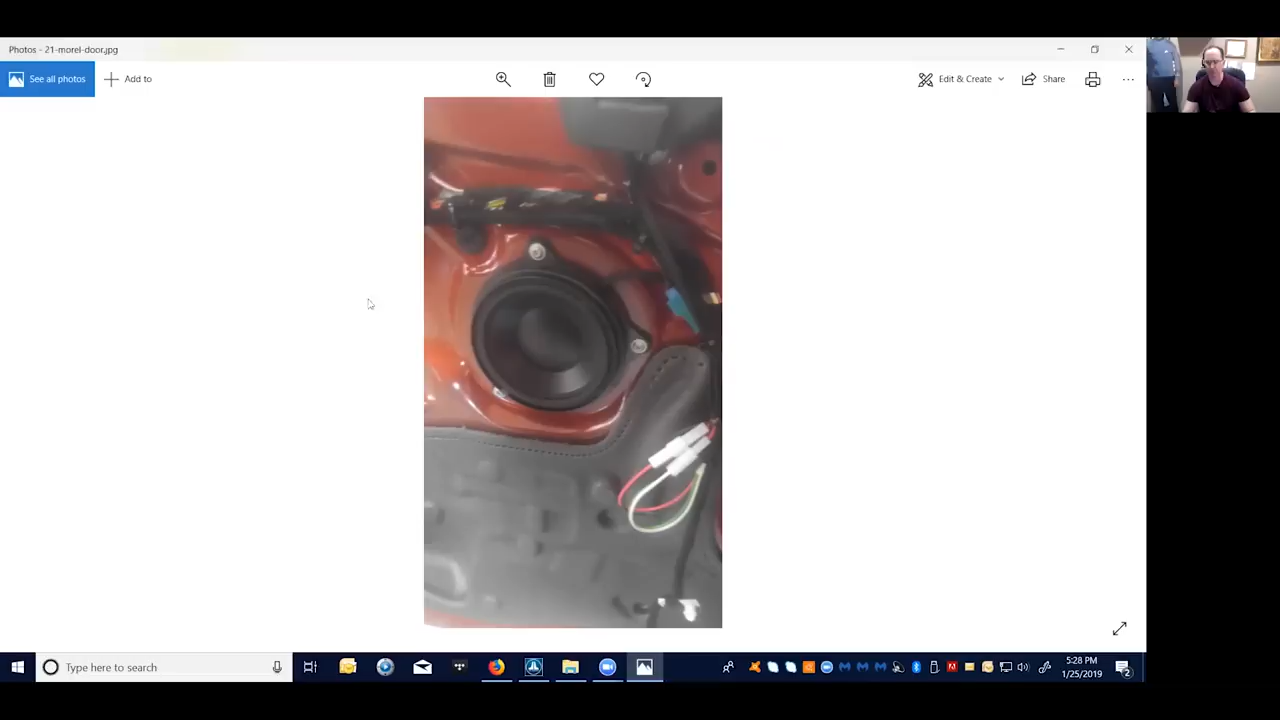 Photos - 21-morel-door.jpg
See all photos
Add to
Edit & Create
Share
Type here to search
5:28 PM
1/25/2019
2